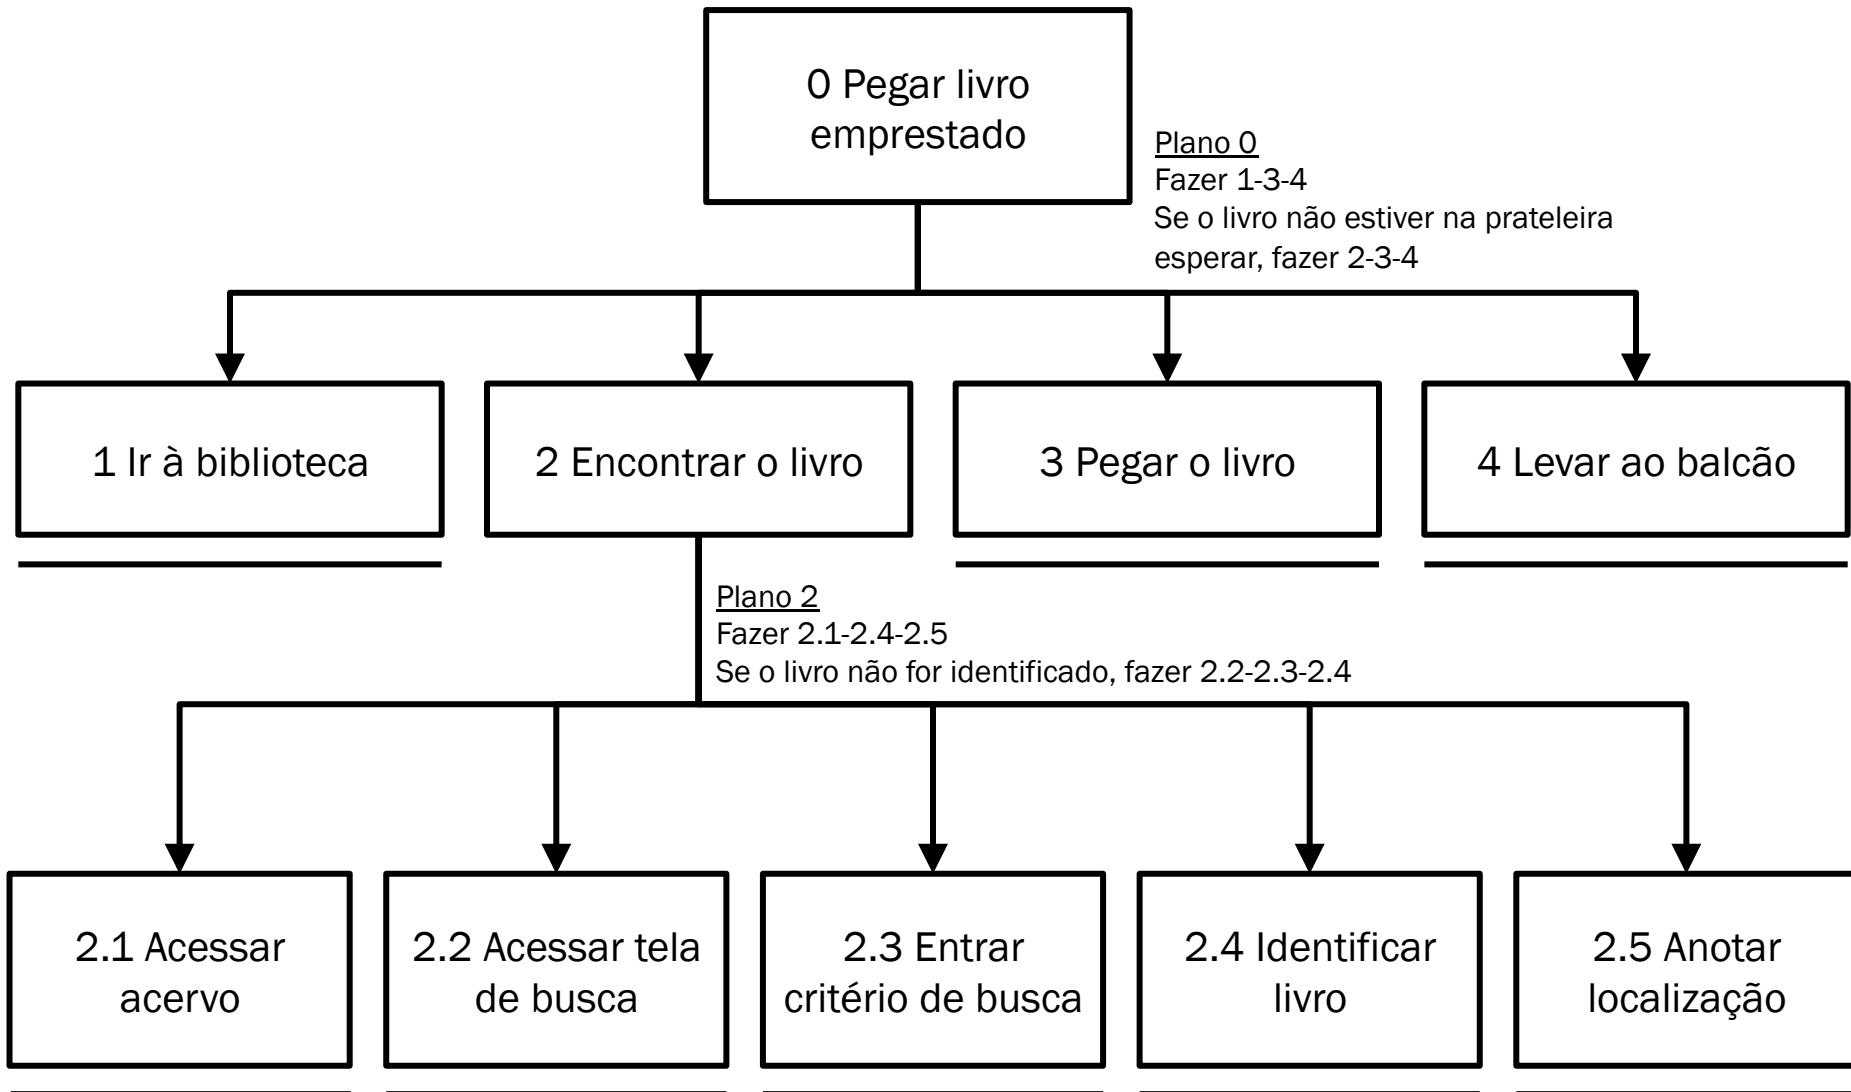 0 Pegar livro
emprestado
Plano 0
Fazer 1-3-4
Se o livro não estiver na prateleira
esperar, fazer 2-3-4
1 Ir à biblioteca
2 Encontrar o livro
3 Pegar o livro
4 Levar ao balcão
Plano 2
Fazer 2.1-2.4-2.5
Se o livro não for identificado, fazer 2.2-2.3-2.4
2.1 Acessar
acervo
2.2 Acessar tela
de busca
2.3 Entrar
critério de busca
2.4 Identificar
livro
2.5 Anotar
localização